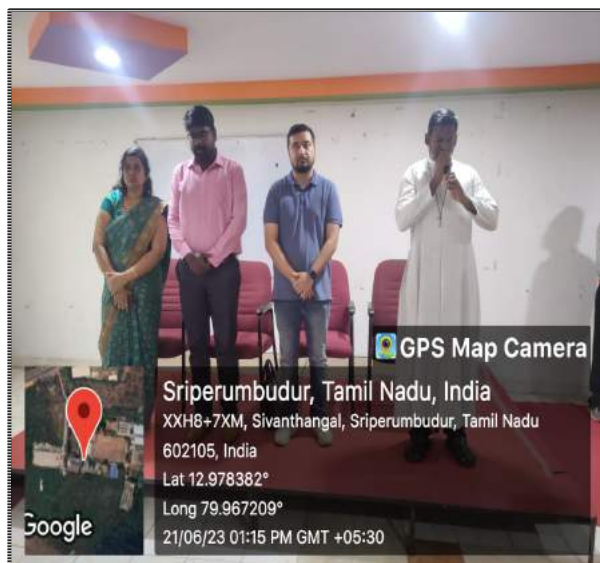 GPS Map Camera
Sriperumbudur, Tamil Nadu, India
XXH8+7XM, Sivanthangal, Sriperumbudur, Tamil Nadu
602105, India
Lat 12.978382°
Long 79.967209°
21/06/23 01:15 PM GMT +05:30
Google